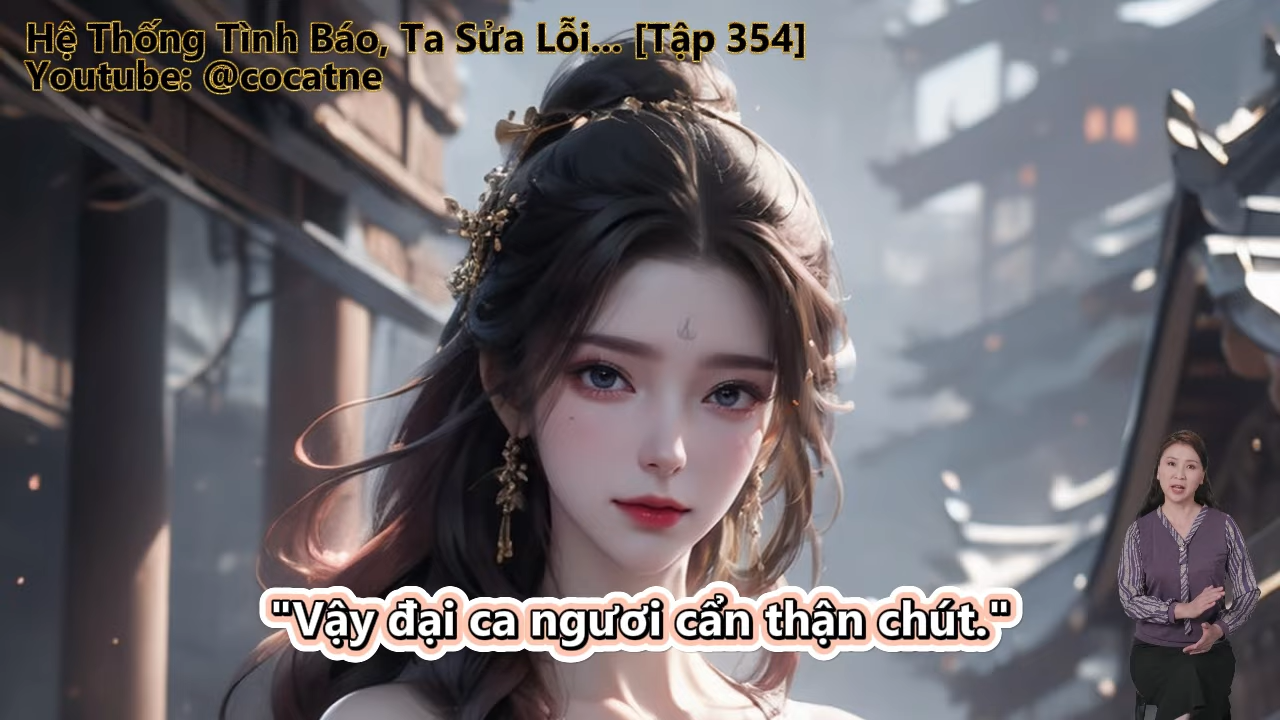 Hệ Thống Tình Báo, Ta Sửa Lỗi... [Tập 354]
Youtube: @cocatne
"Vậy đại ca ngươi cẩn thận chút."